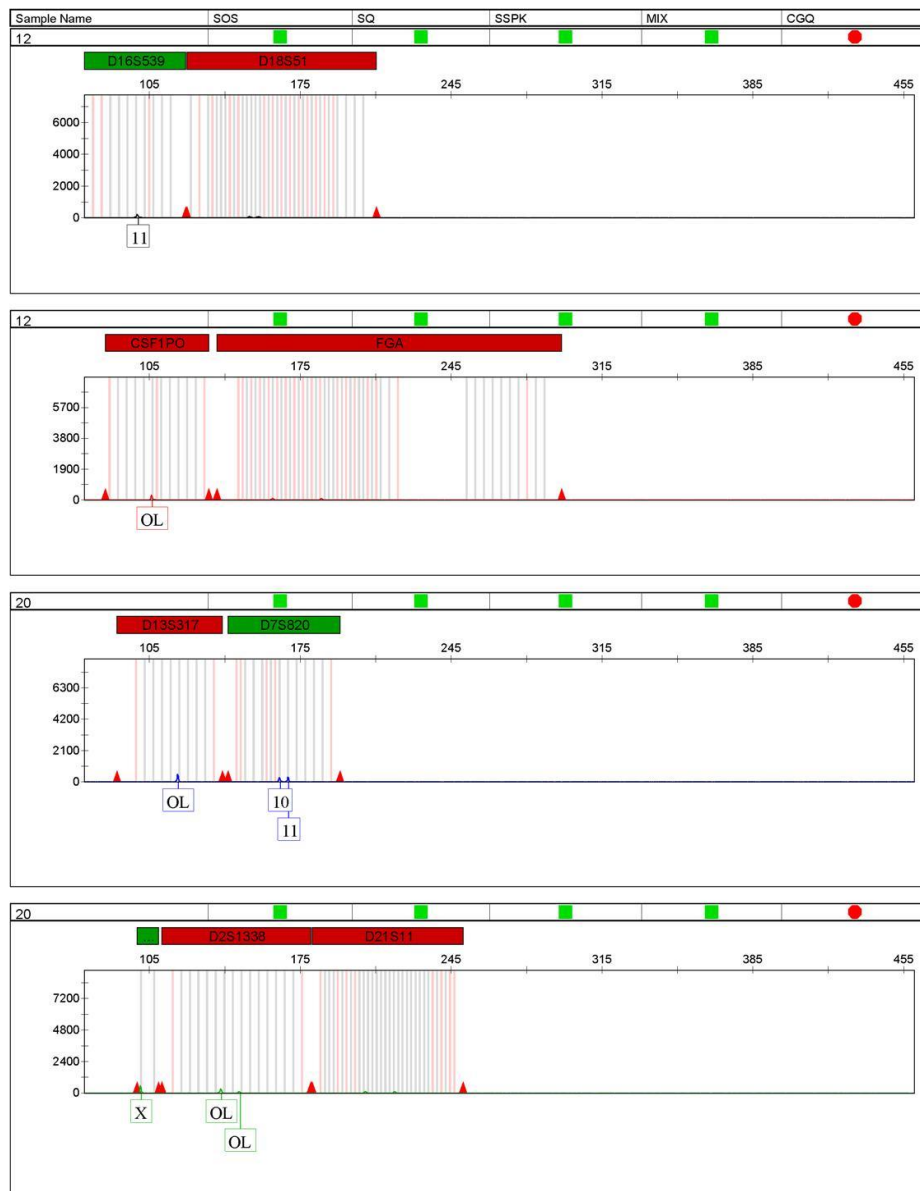 Sample Name SOS SQ SSPK MIX CGQ
12
D16S539 D18S51
105 175 245 315 385 455
6000
4000
2000
0
11
12
CSF1PO FGA
105 175 245 315 385 455
5700
3800
1900
0
OL
20
D13S317 D7S820
105 175 245 315 385 455
6300
4200
2100
0
OL 10
11
20
... D2S1338 D21S11
105 175 245 315 385 455
7200
4800
2400
0
X OL
OL